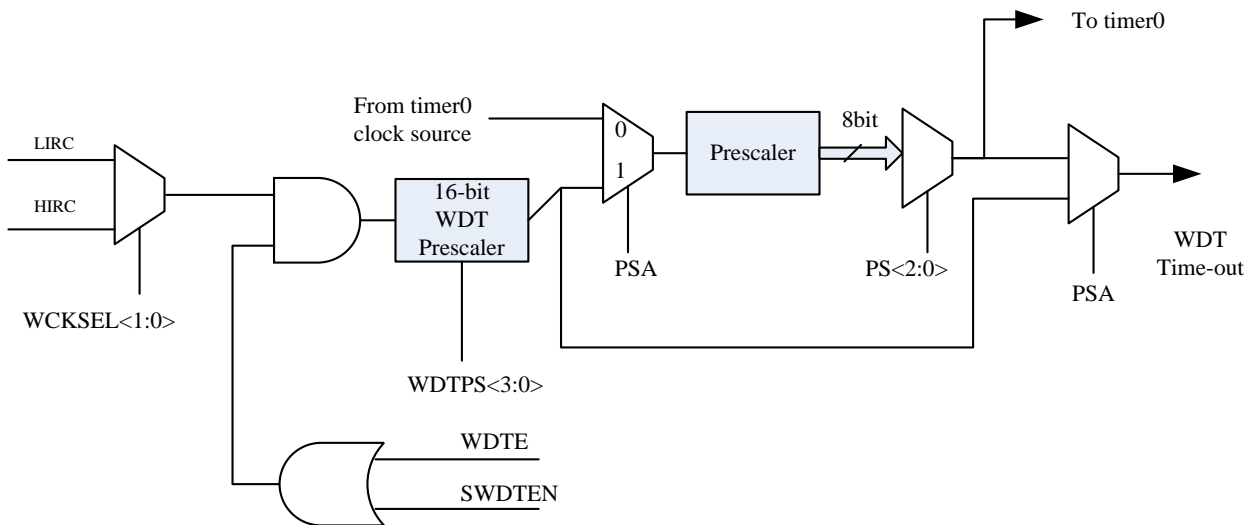 To timer0
From timer0
clock source
0
1
8bit
Prescaler
LIRC
HIRC
16-bit
WDT
Prescaler
PSA
PS<2:0>
WDT
Time-out
PSA
WCKSEL<1:0>
WDTPS<3:0>
WDTE
SWDTEN